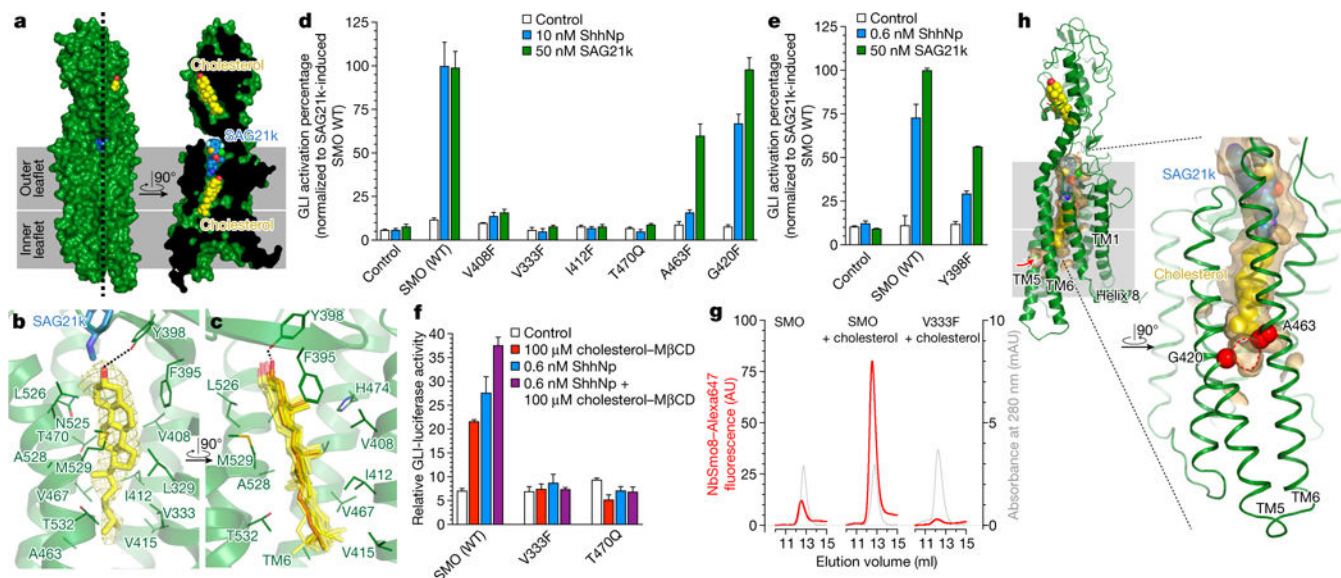 a
Cholesterol
SAG21k
Outer
leaflet
Inner
leaflet
90°
Cholesterol
b
SAG21k
Y398
F395
L526
N525
T470
V408
A528
M529
V467
I412
L329
V333
T532
A463
V415
90°
c
Y398
F395
L526
H474
V408
M529
A528
I412
V467
T532
V415
TM6
d
Control
10 nM ShhNp
50 nM SAG21k
GLI activation percentage
(normalized to SAG21k-induced
SMO WT)
125
100
75
50
25
0
Control
SMO (WT)
V408F
V333F
I412F
T470Q
A463F
G420F
e
Control
0.6 nM ShhNp
50 nM SAG21k
GLI activation percentage
(normalized to SAG21k-induced
SMO WT)
125
100
75
50
25
0
Control
SMO (WT)
Y398F
f
Control
100 μM cholesterol–MβCD
0.6 nM ShhNp
0.6 nM ShhNp +
100 μM cholesterol–MβCD
Relative GLI-luciferase activity
45
40
35
30
25
20
15
10
5
0
SMO (WT)
V333F
T470Q
g
SMO
SMO
+ cholesterol
V333F
+ cholesterol
NbSmo8–Alexa647
fluorescence (AU)
100
75
50
25
0
10
5
0
Absorbance at 280 nm (mAU)
11 13 15
11 13 15
11 13 15
Elution volume (ml)
h
TM1
TM5
TM6
Helix 8
90°
SAG21k
Cholesterol
A463
G420
TM5
TM6